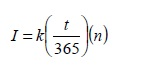 I = k(t/365)(n)